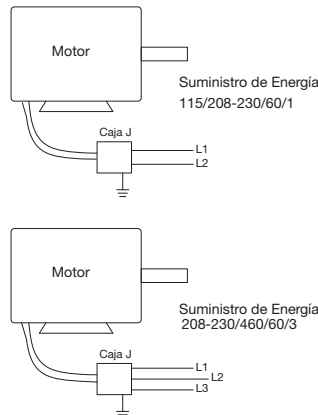 Motor
Suministro de Energía
115/208-230/60/1
Caja J
L1
L2
Motor
Suministro de Energía
208-230/460/60/3
Caja J
L1
L2
L3